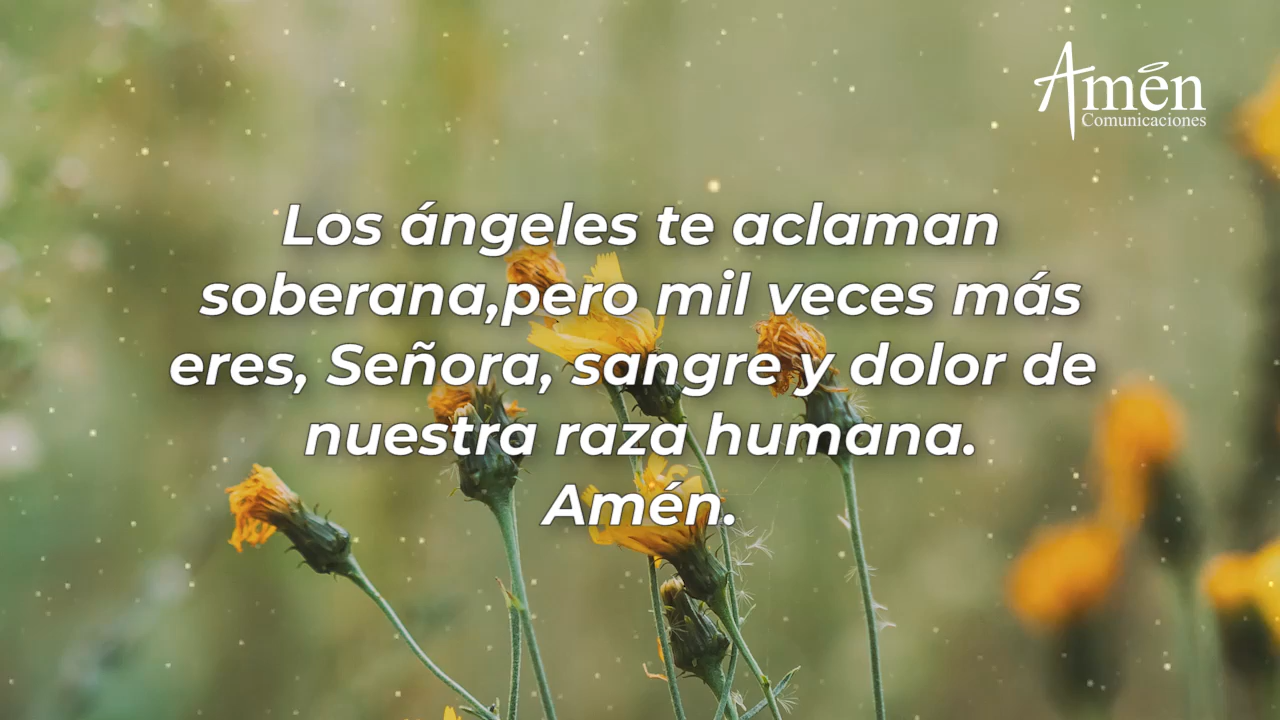 Amén
Comunicaciones
Los ángeles te aclaman
soberana,pero mil veces más
eres, Señora, sangre y dolor de
nuestra raza humana.
Amén.